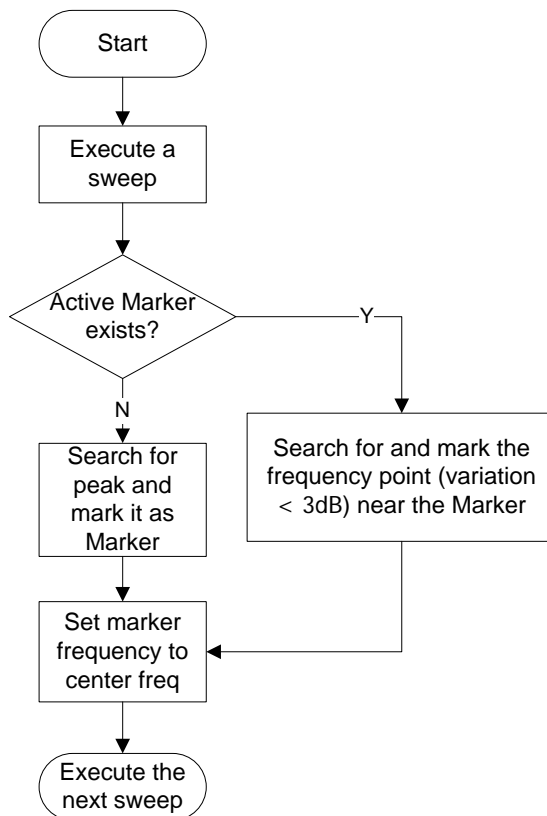 Start
Execute a
sweep
Active Marker
exists?
Y
N
Search for
peak and
mark it as
Marker
Search for and mark the
frequency point (variation
< 3dB) near the Marker
Set marker
frequency to
center freq
Execute the
next sweep